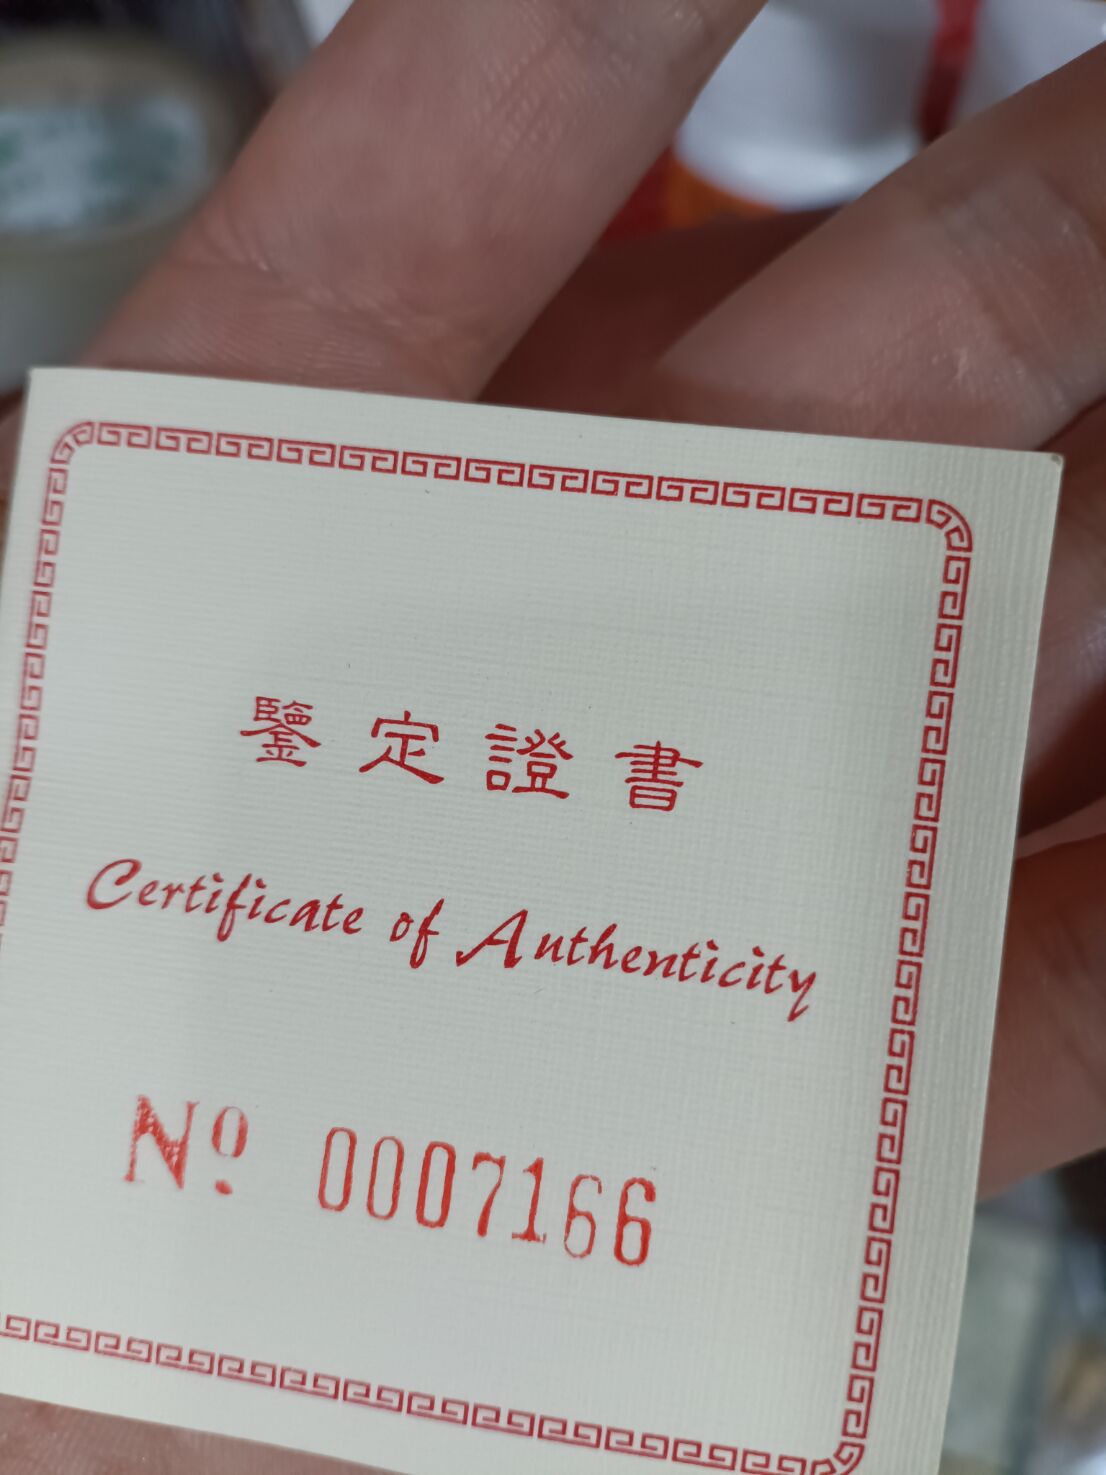 鑒定證書
Certificate of Authenticity
Nº 0007166